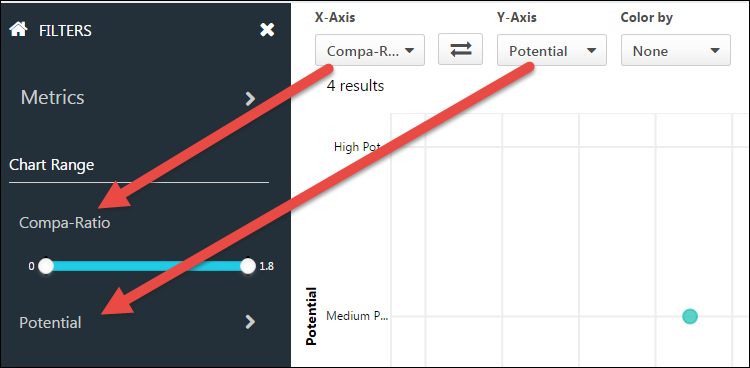 FILTERS
Metrics
Chart Range
Compa-Ratio
0 1.8
Potential
X-Axis Y-Axis Color by
Compa-R... Potential None
4 results
High Pot..
Potential
Medium P...